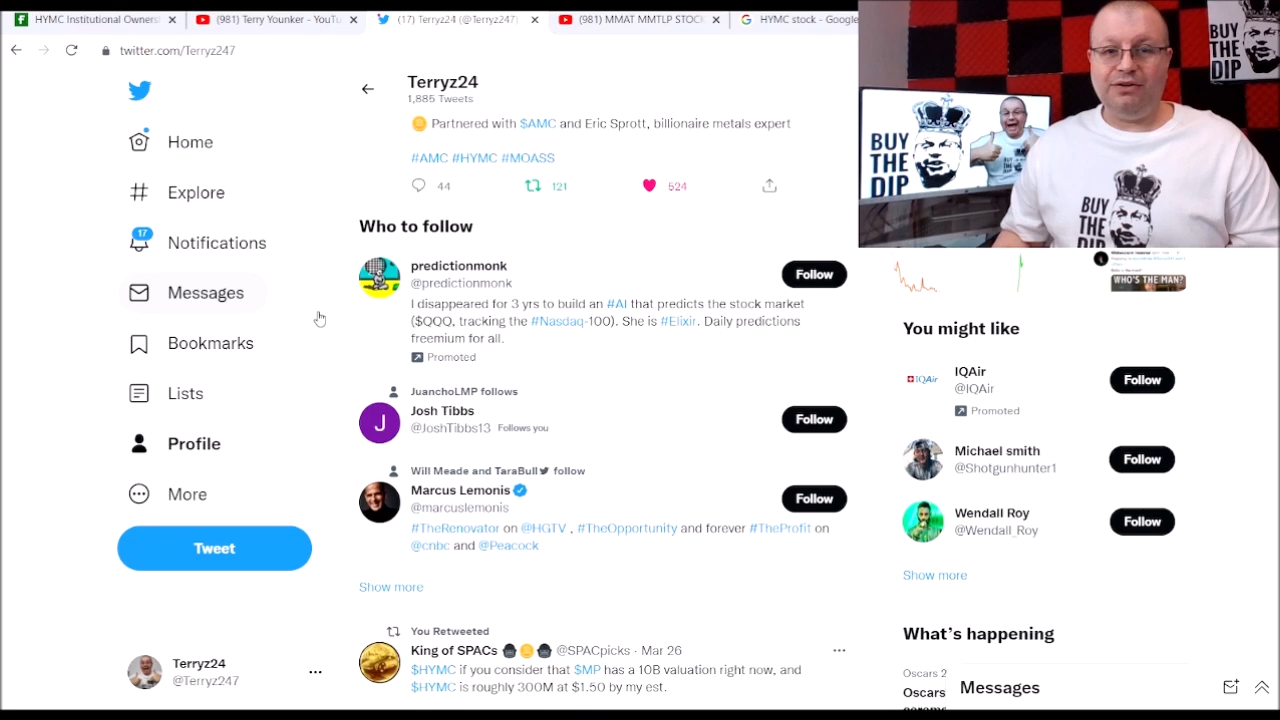 HYMC Institutional Owners
(981) Terry Younker - YouTu
(17) Terryz24 (@Terryz247)
(981) MMAT MMTLP STOCK
HYMC stock - Google
twitter.com/Terryz247
Home
Explore
17
Notifications
Messages
Bookmarks
Lists
Profile
More
Tweet
Terryz24
@Terryz247
Terryz24
1,885 Tweets
Partnered with $AMC and Eric Sprott, billionaire metals expert
#AMC #HYMC #MOASS
44 121 524
Who to follow
predictionmonk
@predictionmonk
Follow
I disappeared for 3 yrs to build an #AI that predicts the stock market
($QQQ, tracking the #Nasdaq-100). She is #Elixir. Daily predictions
freemium for all.
Promoted
JuanchoLMP follows
J
Josh Tibbs
@JoshTibbs13 Follows you
Follow
Will Meade and TaraBull follow
Marcus Lemonis
@marcuslemonis
Follow
#TheRenovator on @HGTV , #TheOpportunity and forever #TheProfit on
@cnbc and @Peacock
Show more
You Retweeted
King of SPACs @SPACpicks · Mar 26
$HYMC if you consider that $MP has a 10B valuation right now, and
$HYMC is roughly 300M at $1.50 by my est.
BUY
THE
DIP
BUY
THE
DIP
BUY
THE
DIP
WHO'S THE MAN?
You might like
IQAir
IQAir
@IQAir
Follow
Promoted
Michael smith
@Shotgunhunter1
Follow
Wendall Roy
@Wendall_Roy
Follow
Show more
What's happening
Oscars 2
Oscars
Messages